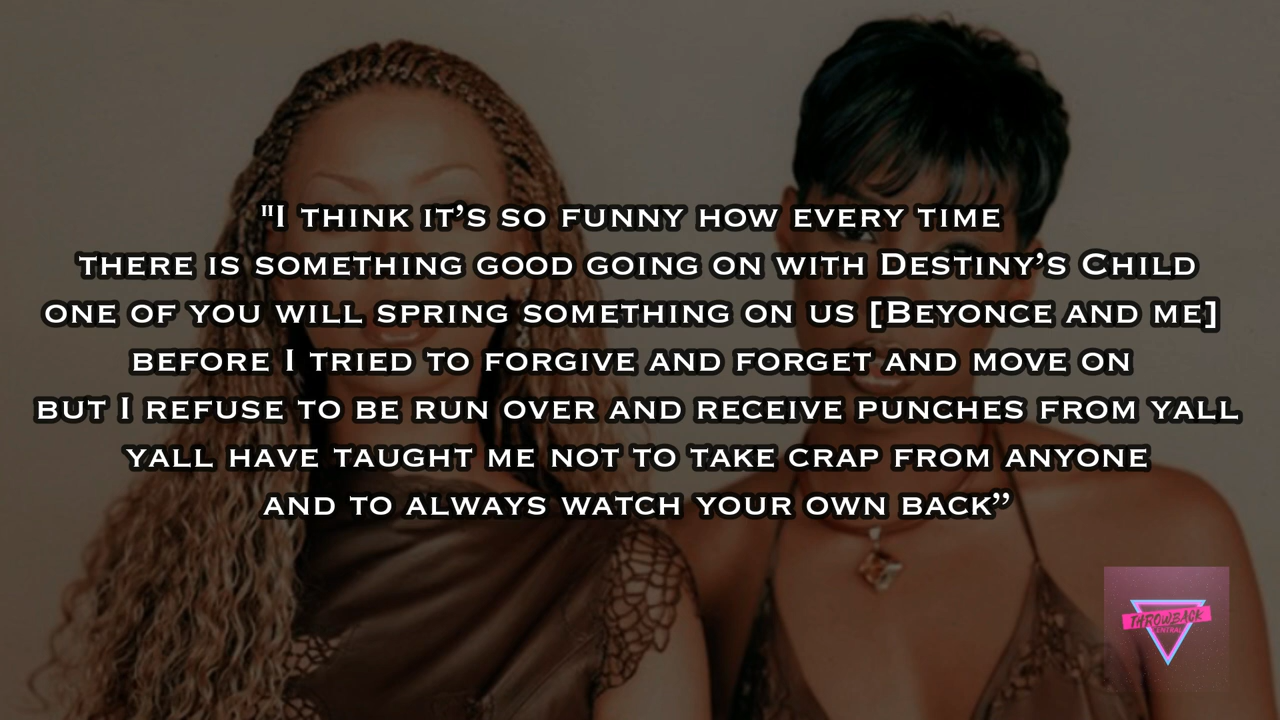 "I THINK IT’S SO FUNNY HOW EVERY TIME
THERE IS SOMETHING GOOD GOING ON WITH DESTINY’S CHILD
ONE OF YOU WILL SPRING SOMETHING ON US [BEYONCE AND ME]
BEFORE I TRIED TO FORGIVE AND FORGET AND MOVE ON
BUT I REFUSE TO BE RUN OVER AND RECEIVE PUNCHES FROM YALL
YALL HAVE TAUGHT ME NOT TO TAKE CRAP FROM ANYONE
AND TO ALWAYS WATCH YOUR OWN BACK”
THROWBACK